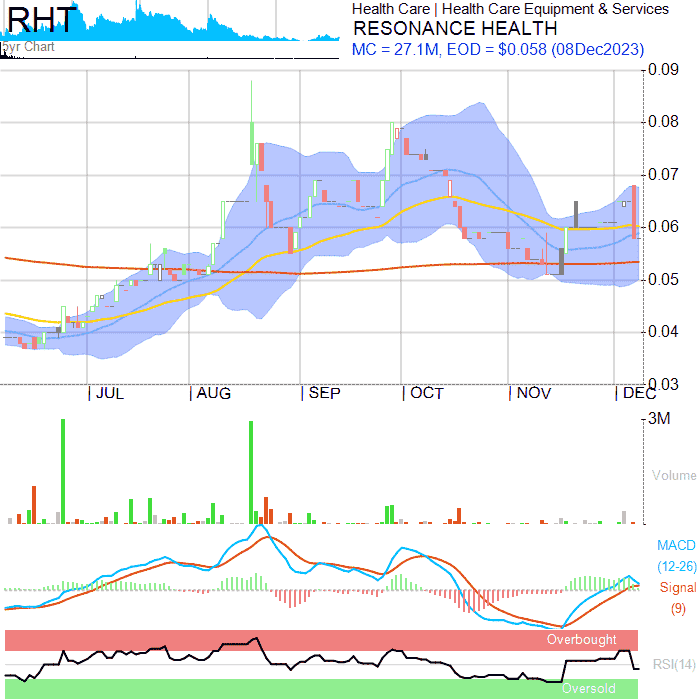 RHT
Health Care | Health Care Equipment & Services
RESONANCE HEALTH
MC = 27.1M, EOD = $0.058 (08Dec2023)
5yr Chart
0.09
0.08
0.07
0.06
0.05
0.04
0.03
JUL
AUG
SEP
OCT
NOV
DEC
3M
Volume
MACD
(12-26)
Signal
(9)
Overbought
RSI(14)
Oversold